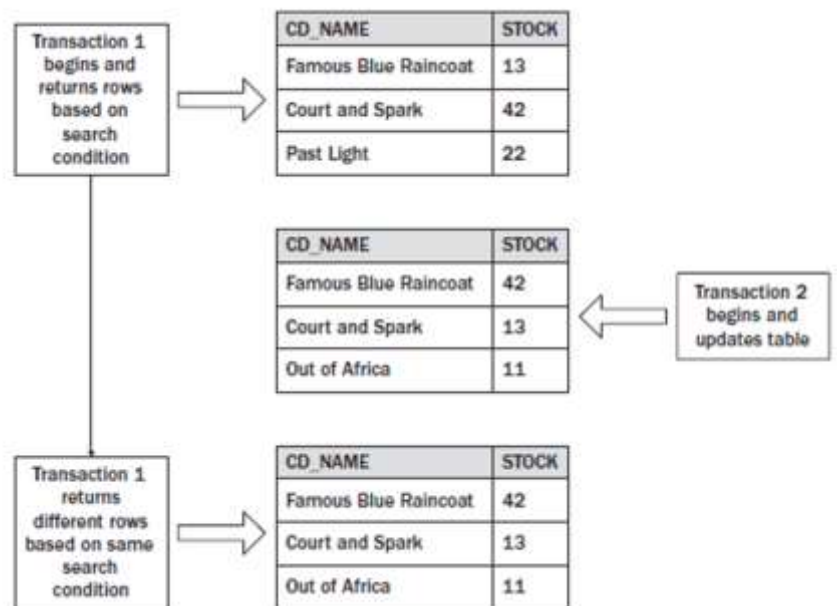 Transaction 1
begins and
returns rows
based on
search
condition
CD_NAME STOCK
Famous Blue Raincoat 13
Court and Spark 42
Past Light 22
CD_NAME STOCK
Famous Blue Raincoat 42
Court and Spark 13
Out of Africa 11
Transaction 2
begins and
updates table
Transaction 1
returns
different rows
based on same
search
condition
CD_NAME STOCK
Famous Blue Raincoat 42
Court and Spark 13
Out of Africa 11